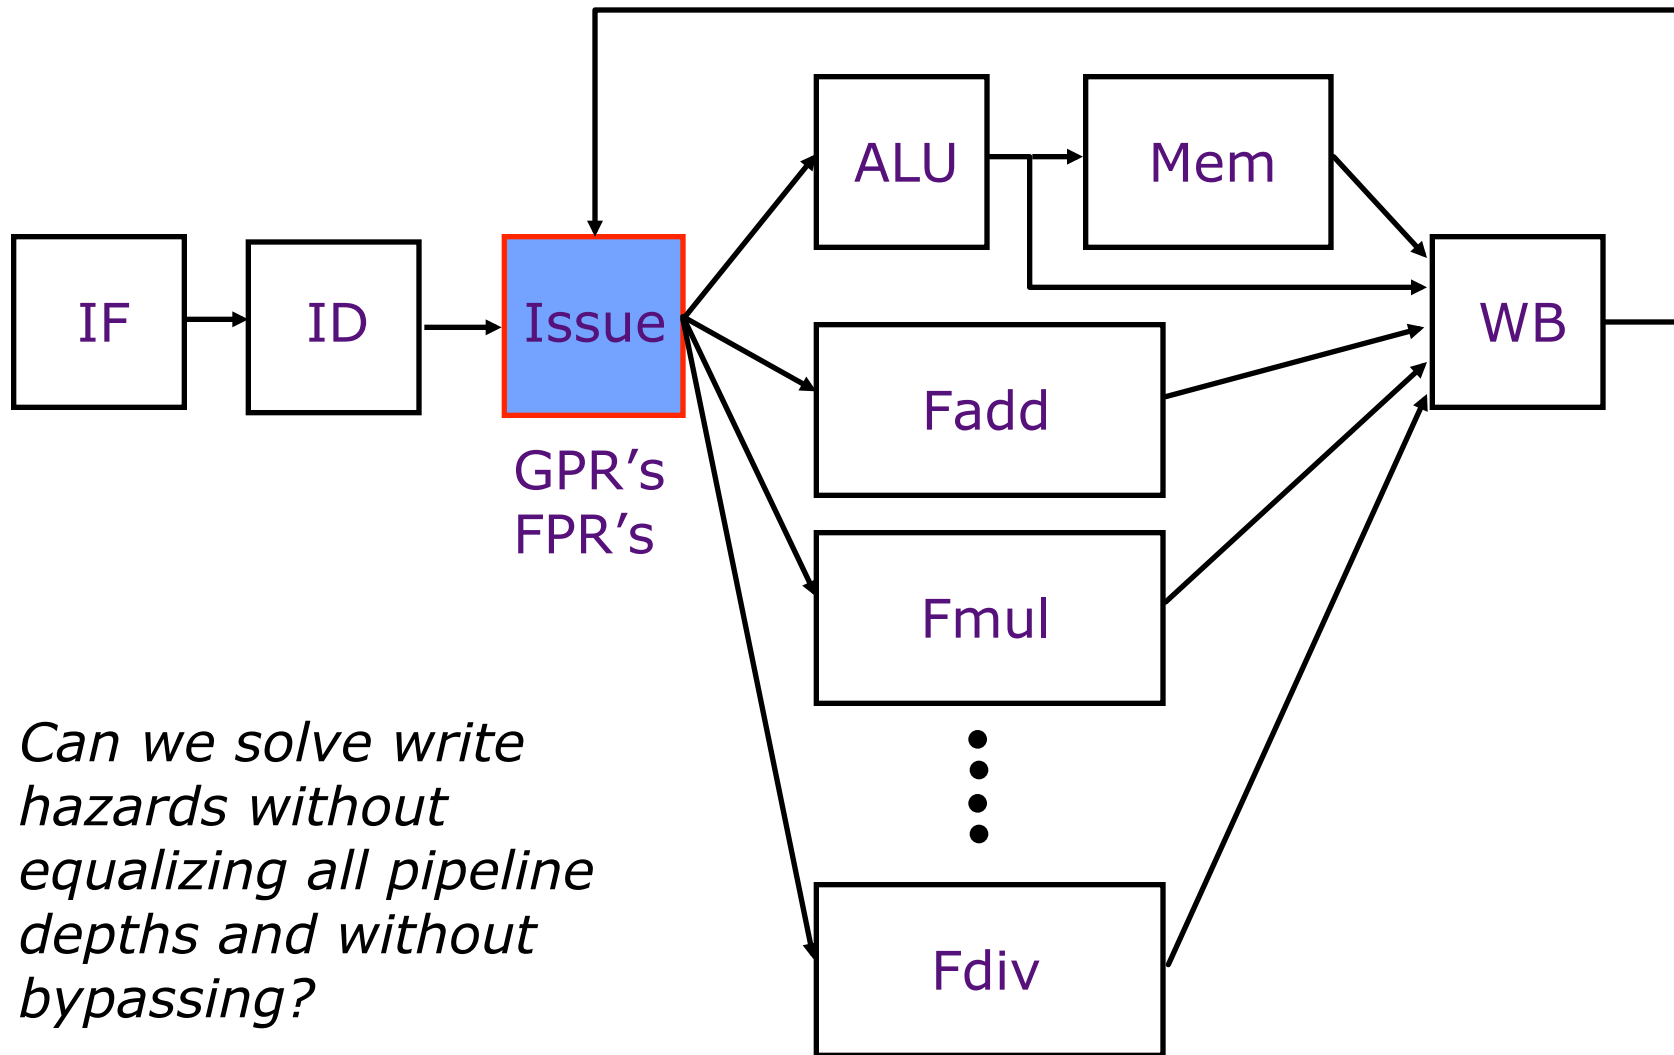 IF
ID
Issue
GPR’s
FPR’s
ALU
Mem
Fadd
Fmul
Fdiv
WB
Can we solve write
hazards without
equalizing all pipeline
depths and without
bypassing?